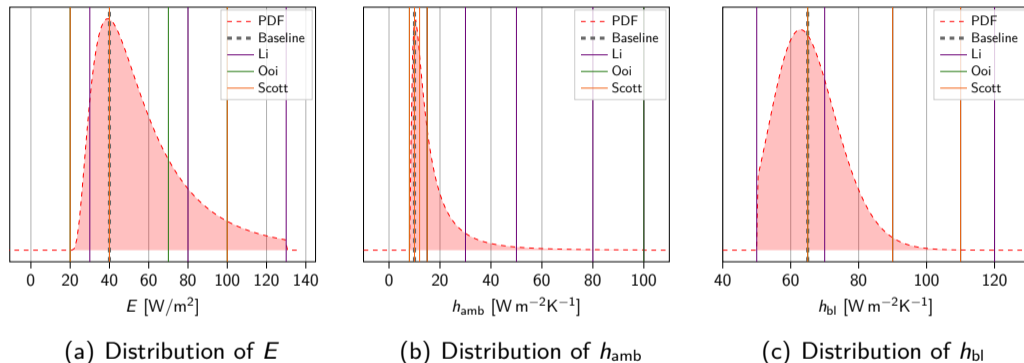 PDF
Baseline
Li
Ooi
Scott
0 20 40 60 80 100 120 140
E [W/m²]
(a) Distribution of E
PDF
Baseline
Li
Ooi
Scott
0 20 40 60 80 100
h_amb [W m⁻²K⁻¹]
(b) Distribution of h_amb
PDF
Baseline
Li
Ooi
Scott
40 60 80 100 120
h_bl [W m⁻²K⁻¹]
(c) Distribution of h_bl